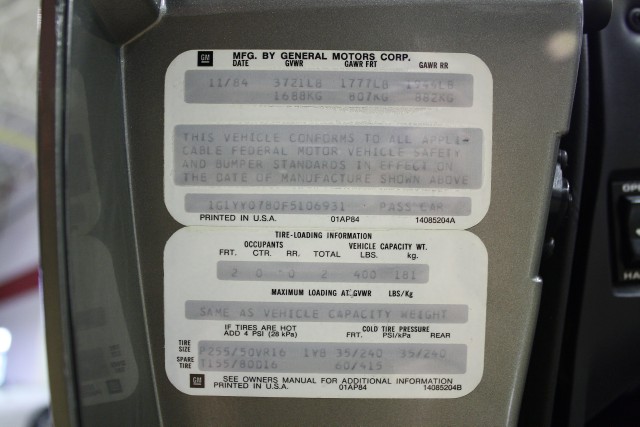 GM MFG. BY GENERAL MOTORS CORP.
DATE GVWR GAWR FRT GAWR RR
11/84 3721LB 1777LB 1944LB
1688KG 807KG 882KG
THIS VEHICLE CONFORMS TO ALL APPLI-
CABLE FEDERAL MOTOR VEHICLE SAFETY
AND BUMPER STANDARDS IN EFFECT ON
THE DATE OF MANUFACTURE SHOWN ABOVE
1G1YY0780F5106931 PASS CAR
PRINTED IN U.S.A. 01AP84 14085204A
TIRE-LOADING INFORMATION
OCCUPANTS VEHICLE CAPACITY WT.
FRT. CTR. RR. TOTAL LBS. kg.
2 0 0 2 400 181
MAXIMUM LOADING AT GVWR LBS/Kg
SAME AS VEHICLE CAPACITY WEIGHT
IF TIRES ARE HOT COLD TIRE PRESSURE
ADD 4 PSI (28 kPa) FRT. PSI/kPa REAR
TIRE SIZE P255/50VR16 1YB 35/240 35/240
SPARE TIRE T155/80D16 60/415
GM SEE OWNERS MANUAL FOR ADDITIONAL INFORMATION
PRINTED IN U.S.A. 01AP84 14085204B